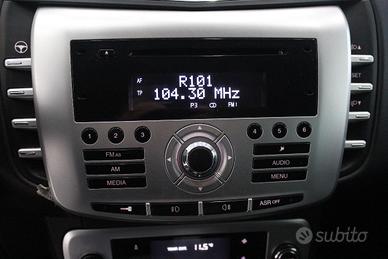 AF
R101
TP
104.30 MHz
P3
FM1
SET
1
2
3
4
5
6
FM AS
AM
MEDIA
AUDIO
MENU
ASR OFF
11.5°
subito